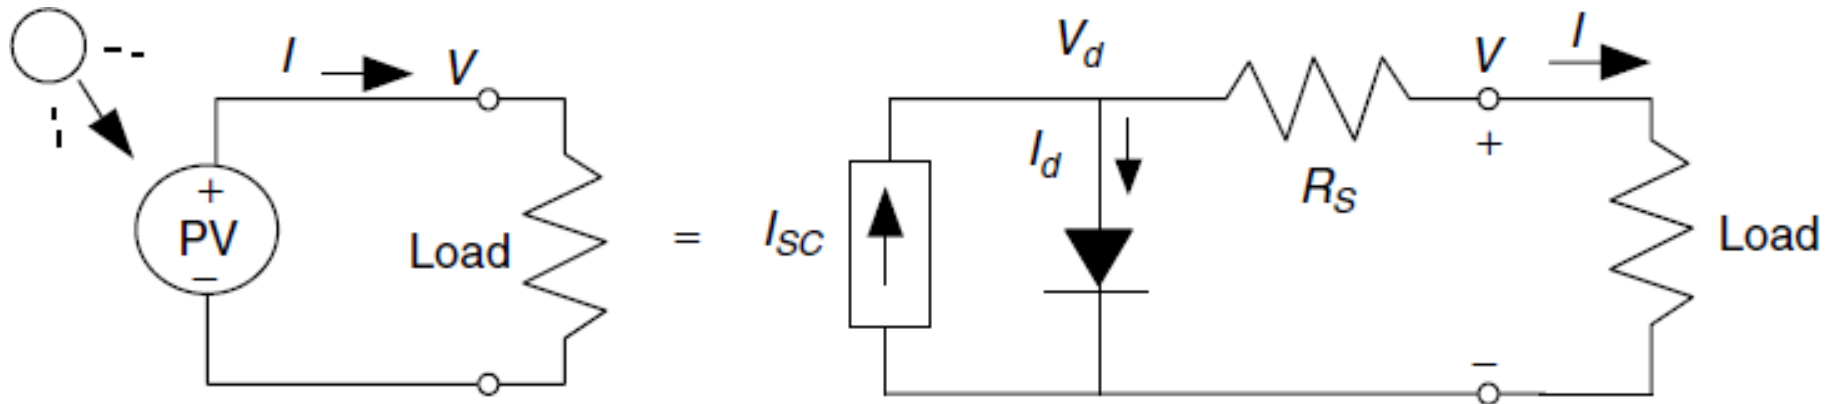 I V
+
PV
−
Load
=
I_SC
V_d
I_d
R_S
V I
+
−
Load